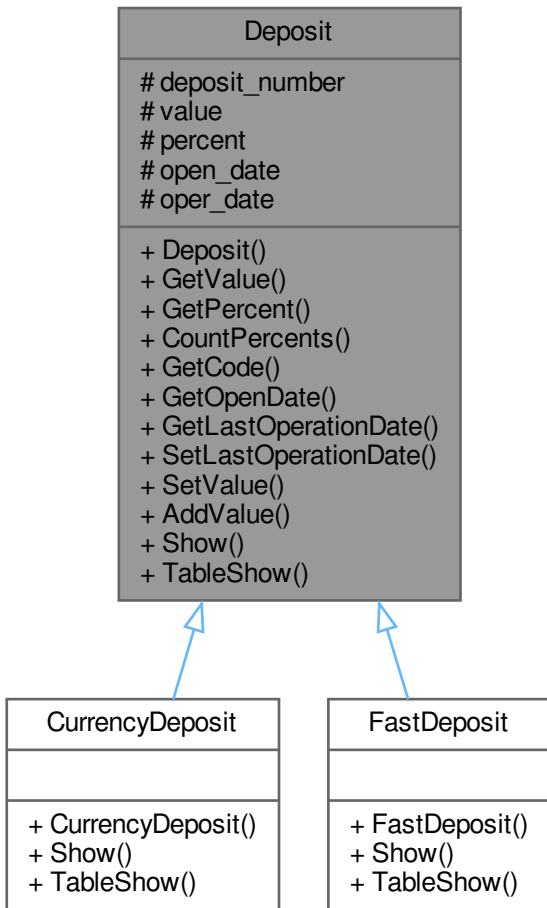 Deposit
# deposit_number
# value
# percent
# open_date
# oper_date
+ Deposit()
+ GetValue()
+ GetPercent()
+ CountPercents()
+ GetCode()
+ GetOpenDate()
+ GetLastOperationDate()
+ SetLastOperationDate()
+ SetValue()
+ AddValue()
+ Show()
+ TableShow()
CurrencyDeposit
+ CurrencyDeposit()
+ Show()
+ TableShow()
FastDeposit
+ FastDeposit()
+ Show()
+ TableShow()